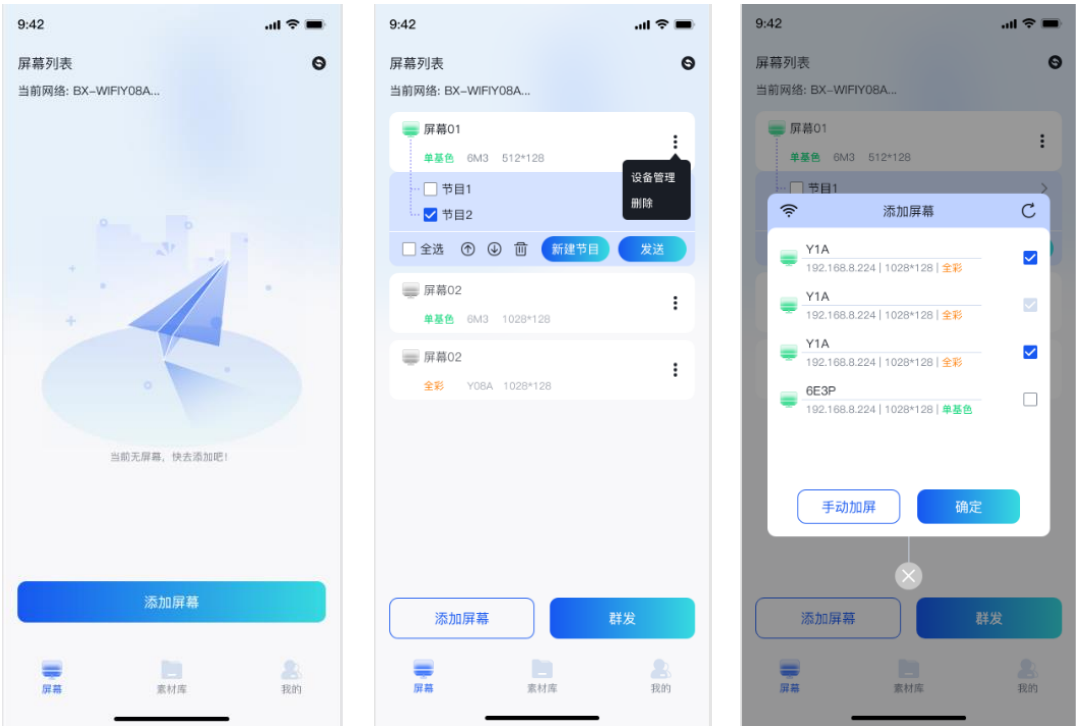 9:42
屏幕列表
当前网络: BX-WIFIY08A...
当前无屏幕，快去添加吧!
添加屏幕
屏幕
素材库
我的
9:42
屏幕列表
当前网络: BX-WIFIY08A...
屏幕01
单基色 6M3 512*128
设备管理
删除
节目1
节目2
全选
新建节目
发送
屏幕02
单基色 6M3 1028*128
屏幕02
全彩 Y08A 1028*128
添加屏幕
群发
屏幕
素材库
我的
9:42
屏幕列表
当前网络: BX-WIFIY08A...
屏幕01
单基色 6M3 512*128
节目1
添加屏幕
Y1A
192.168.8.224 | 1028*128 | 全彩
Y1A
192.168.8.224 | 1028*128 | 全彩
Y1A
192.168.8.224 | 1028*128 | 全彩
6E3P
192.168.8.224 | 1028*128 | 单基色
手动加屏
确定
添加屏幕
群发
屏幕
素材库
我的